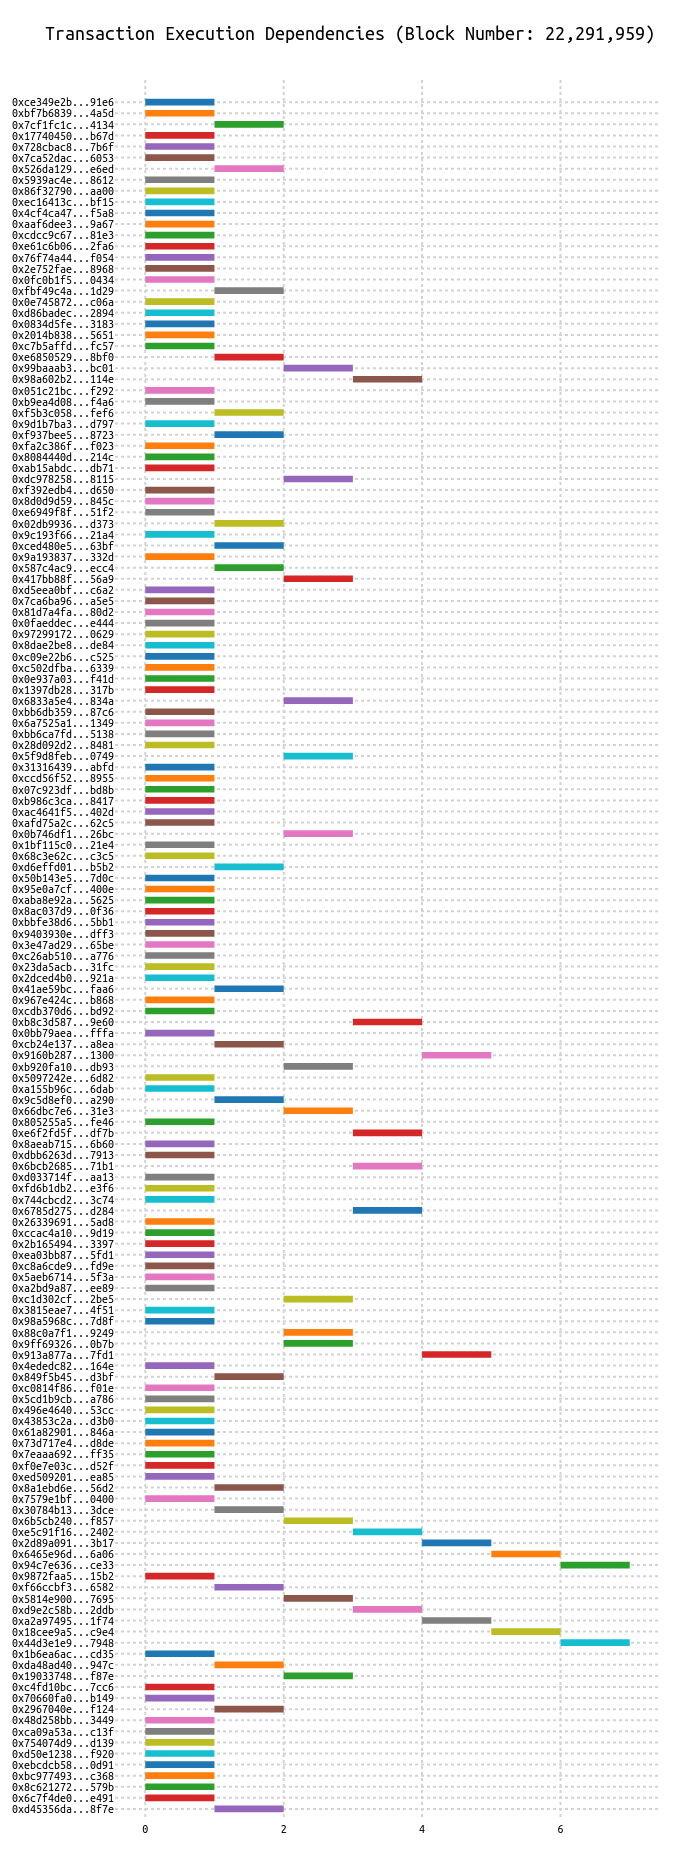 Transaction Execution Dependencies (Block Number: 22,291,959)
0xce349e2b...91e6
0xbf7b6839...4a5d
0x7cf1fc1c...4134
0x17740450...b67d
0x728cbac8...7b6f
0x7ca52dac...6053
0x526da129...e6ed
0x5939ac4e...8612
0x86f32790...aa00
0xec16413c...bf15
0x4cf4ca47...f5a8
0xaaf6dee3...9a67
0xcdcc9c67...81e3
0xe61c6b06...2fa6
0x76f74a44...f054
0x2e752fae...8968
0x0fc0b1f5...0434
0xfbf49c4a...1d29
0x0e745872...c06a
0xd86badec...2894
0x0834d5fe...3183
0x2014b838...5651
0xc7b5affd...fc57
0xe6850529...8bf0
0x99baaab3...bc01
0x98a602b2...114e
0x051c21bc...f292
0xb9ea4d08...f4a6
0xf5b3c058...fef6
0x9d1b7ba3...d797
0xf937bee5...8723
0xfa2c386f...f023
0x8084440d...214c
0xab15abdc...db71
0xdc978258...8115
0xf392edb4...d650
0x8d0d9d59...845c
0xe6949f8f...51f2
0x02db9936...d373
0x9c193f66...21a4
0xced480e5...63bf
0x9a193837...332d
0x587c4ac9...ecc4
0x417bb88f...56a9
0xd5eea0bf...c6a2
0x7ca6ba96...a5e5
0x81d7a4fa...80d2
0x0faeddec...e444
0x97299172...0629
0x8dae2be8...de84
0xc09e22b6...c525
0xc502dfba...6339
0x0e937a03...f41d
0x1397db28...317b
0x6833a5e4...834a
0xbb6db359...87c6
0x6a7525a1...1349
0xbb6ca7fd...5138
0x28d092d2...8481
0x5f9d8feb...0749
0x31316439...abfd
0xccd56f52...8955
0x07c923df...bd8b
0xb986c3ca...8417
0xac4641f5...402d
0xafd75a2c...62c5
0x0b746df1...26bc
0x1bf115c0...21e4
0x68c3e62c...c3c5
0xd6effd01...b5b2
0x50b143e5...7d0c
0x95e0a7cf...400e
0xaba8e92a...5625
0x8ac037d9...0f36
0xbbfe38d6...5bb1
0x9403930e...dff3
0x3e47ad29...65be
0xc26ab510...a776
0x23da5acb...31fc
0x2dced4b0...921a
0x41ae59bc...faa6
0x967e424c...b868
0xcdb370d6...bd92
0xb8c3d587...9e60
0x0bb79aea...fffa
0xcb24e137...a8ea
0x9160b287...1300
0xb920fa10...db93
0x5097242e...6d82
0xa155b96c...6dab
0x9c5d8ef0...a290
0x66dbc7e6...31e3
0x805255a5...fe46
0xe6f2fd5f...df7b
0x8aeab715...6b60
0xdbb6263d...7913
0x6bcb2685...71b1
0xd033714f...aa13
0xfd6b1db2...e3f6
0x744cbcd2...3c74
0x6785d275...d284
0x26339691...5ad8
0xccac4a10...9d19
0x2b165494...3397
0xea03bb87...5fd1
0xc8a6cde9...fd9e
0x5aeb6714...5f3a
0xa2bd9a87...ee89
0xc1d302cf...2be5
0x3815eae7...4f51
0x98a5968c...7d8f
0x88c0a7f1...9249
0x9ff69326...0b7b
0x913a877a...7fd1
0x4ededc82...164e
0x849f5b45...d3bf
0xc0814f86...f01e
0x5cd1b9cb...a786
0x496e4640...53cc
0x43853c2a...d3b0
0x61a82901...846a
0x73d717e4...d8de
0x7eaaa692...ff35
0xf0e7e03c...d52f
0xed509201...ea85
0x8a1ebd6e...56d2
0x7579e1bf...0400
0x30784b13...3dce
0x6b5cb240...f857
0xe5c91f16...2402
0x2d89a091...3b17
0x6465e96d...6a06
0x94c7e636...ce33
0x9872faa5...15b2
0xf66ccbf3...6582
0x5814e900...7695
0xd9e2c58b...2ddb
0xa2a97495...1f74
0x18cee9a5...c9e4
0x44d3e1e9...7948
0x1b6ea6ac...cd35
0xda48ad40...947c
0x19033748...f87e
0xc4fd10bc...7cc6
0x70660fa0...b149
0x2967040e...f124
0x48d258bb...3449
0xca09a53a...c13f
0x754074d9...d139
0xd50e1238...f920
0xebcdcb58...0d91
0xbc977493...c368
0x8c621272...579b
0x6c7f4de0...e491
0xd45356da...8f7e
0 2 4 6